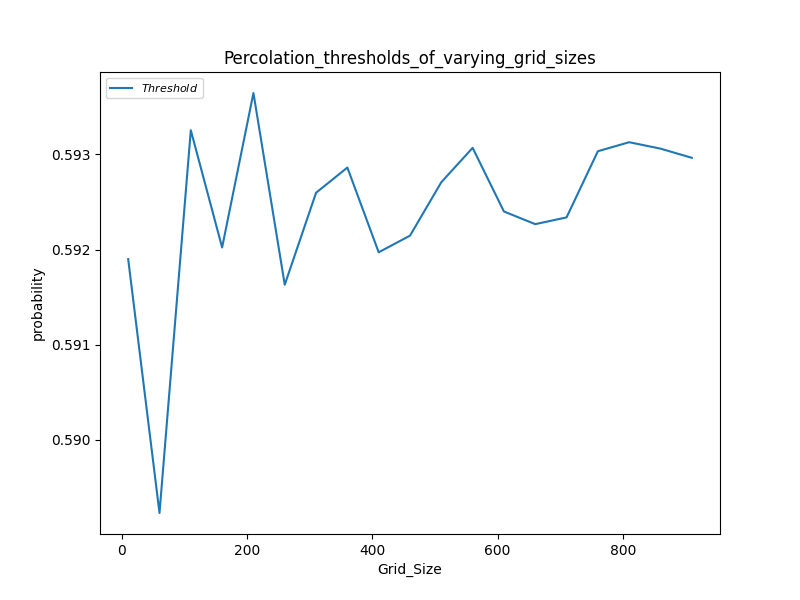 Percolation_thresholds_of_varying_grid_sizes
Threshold
0.593
0.592
0.591
0.590
probability
0 200 400 600 800
Grid_Size